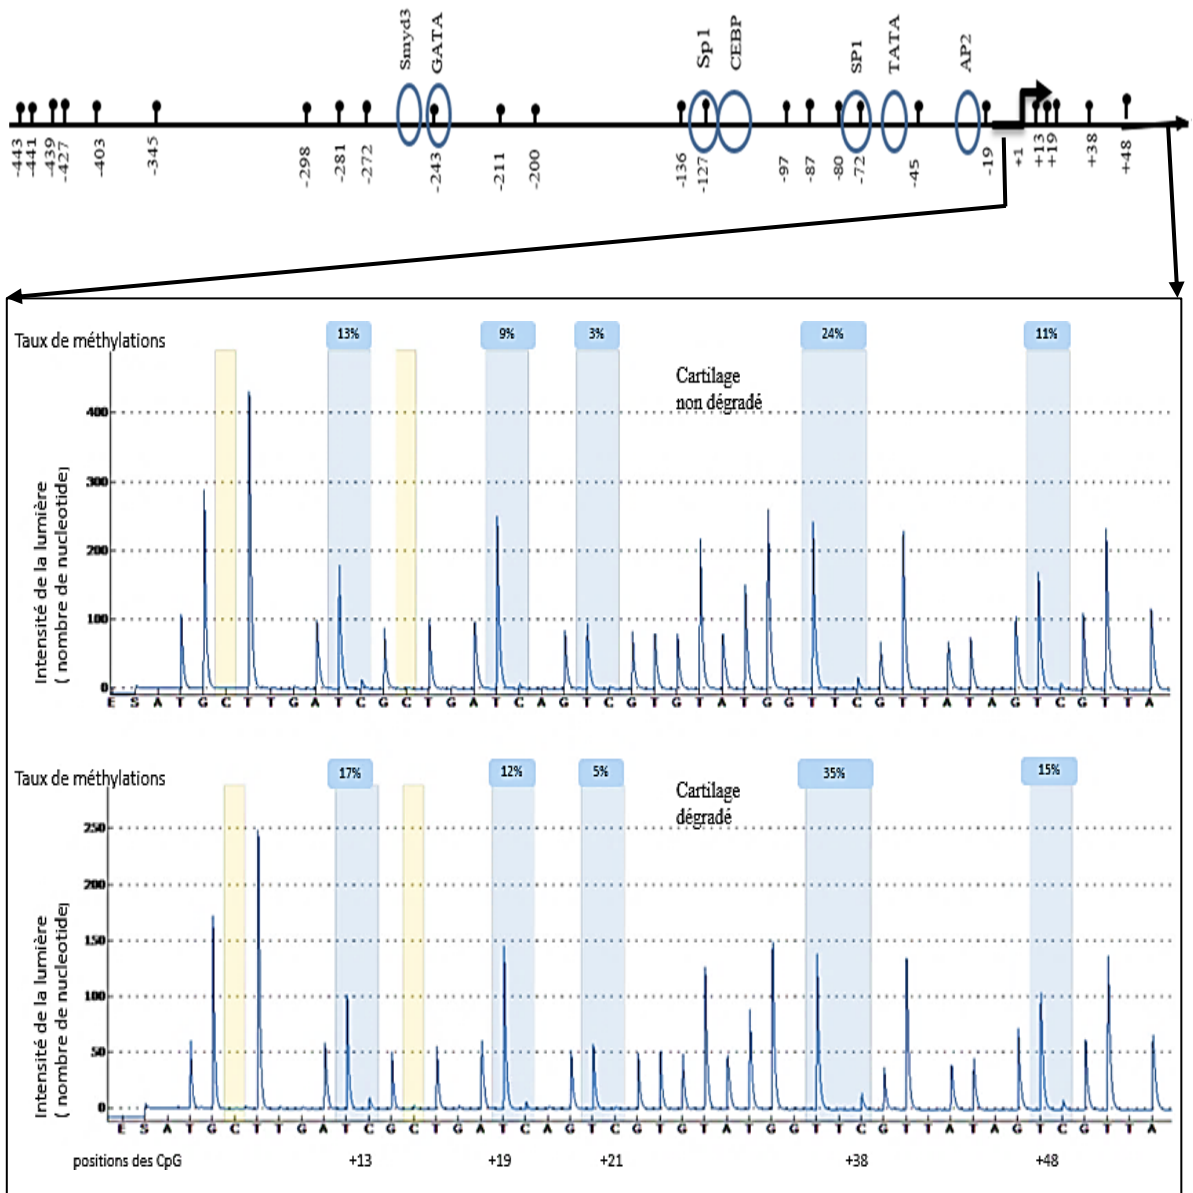 Smyd3 GATA Sp1 CEBP SP1 TATA AP2
-443 -441 -439 -427 -403 -345 -298 -281 -272 -243 -211 -200 -136 -127 -97 -87 -80 -72 -45 -19 +1 +13 +19 +38 +48
Taux de méthylations
13% 9% 3% 24% 11%
Cartilage
non dégradé
Intensité de la lumière
( nombre de nucleotide)
400
300
200
100
0
E S A T G C T T G A T C G C T G A T C A G T C G T G T A T G G T T C G T T A T A G T C G T T A
Taux de méthylations
17% 12% 5% 35% 15%
Cartilage
dégradé
Intensité de la lumière
( nombre de nucleotide)
250
200
150
100
50
0
E S A T G C T T G A T C G C T G A T C A G T C G T G T A T G G T T C G T T A T A G T C G T T A
positions des CpG +13 +19 +21 +38 +48